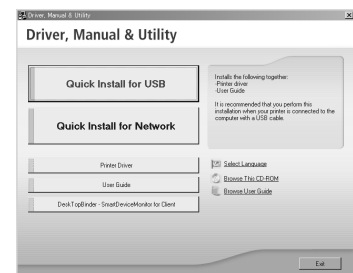 Driver, Manual & Utility
Driver, Manual & Utility
Quick Install for USB
Quick Install for Network
Printer Driver
User Guide
DeskTopBinder - SmartDeviceMonitor for Client
Installs the following together:
-Printer driver
-User Guide
It is recommended that you perform this
installation when your printer is connected to the
computer with a USB cable.
Select Language
Browse This CD-ROM
Browse User Guide
Exit